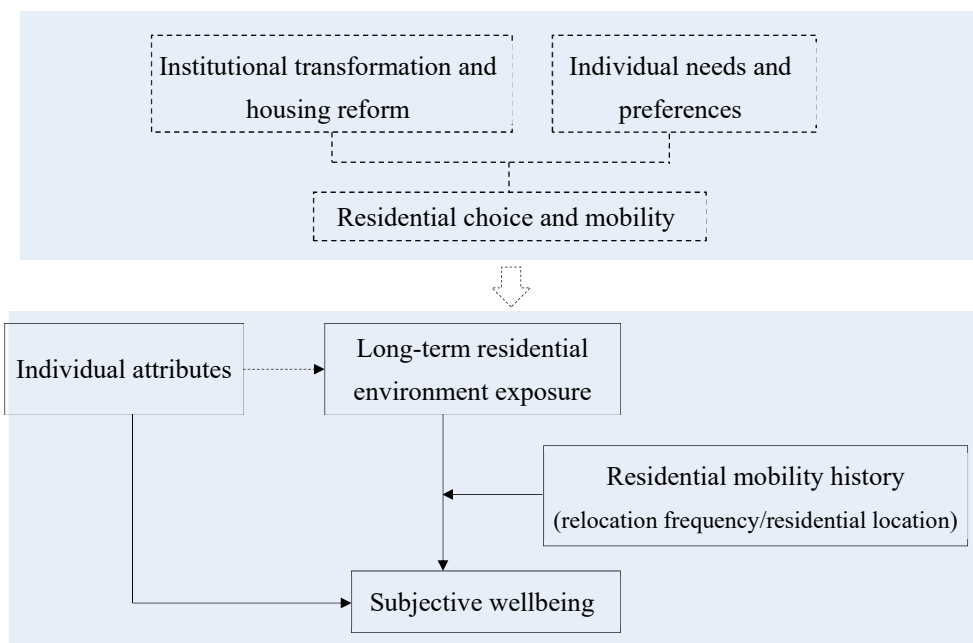 Institutional transformation and
housing reform
Individual needs and
preferences
Residential choice and mobility
Individual attributes
Long-term residential
environment exposure
Residential mobility history
(relocation frequency/residential location)
Subjective wellbeing